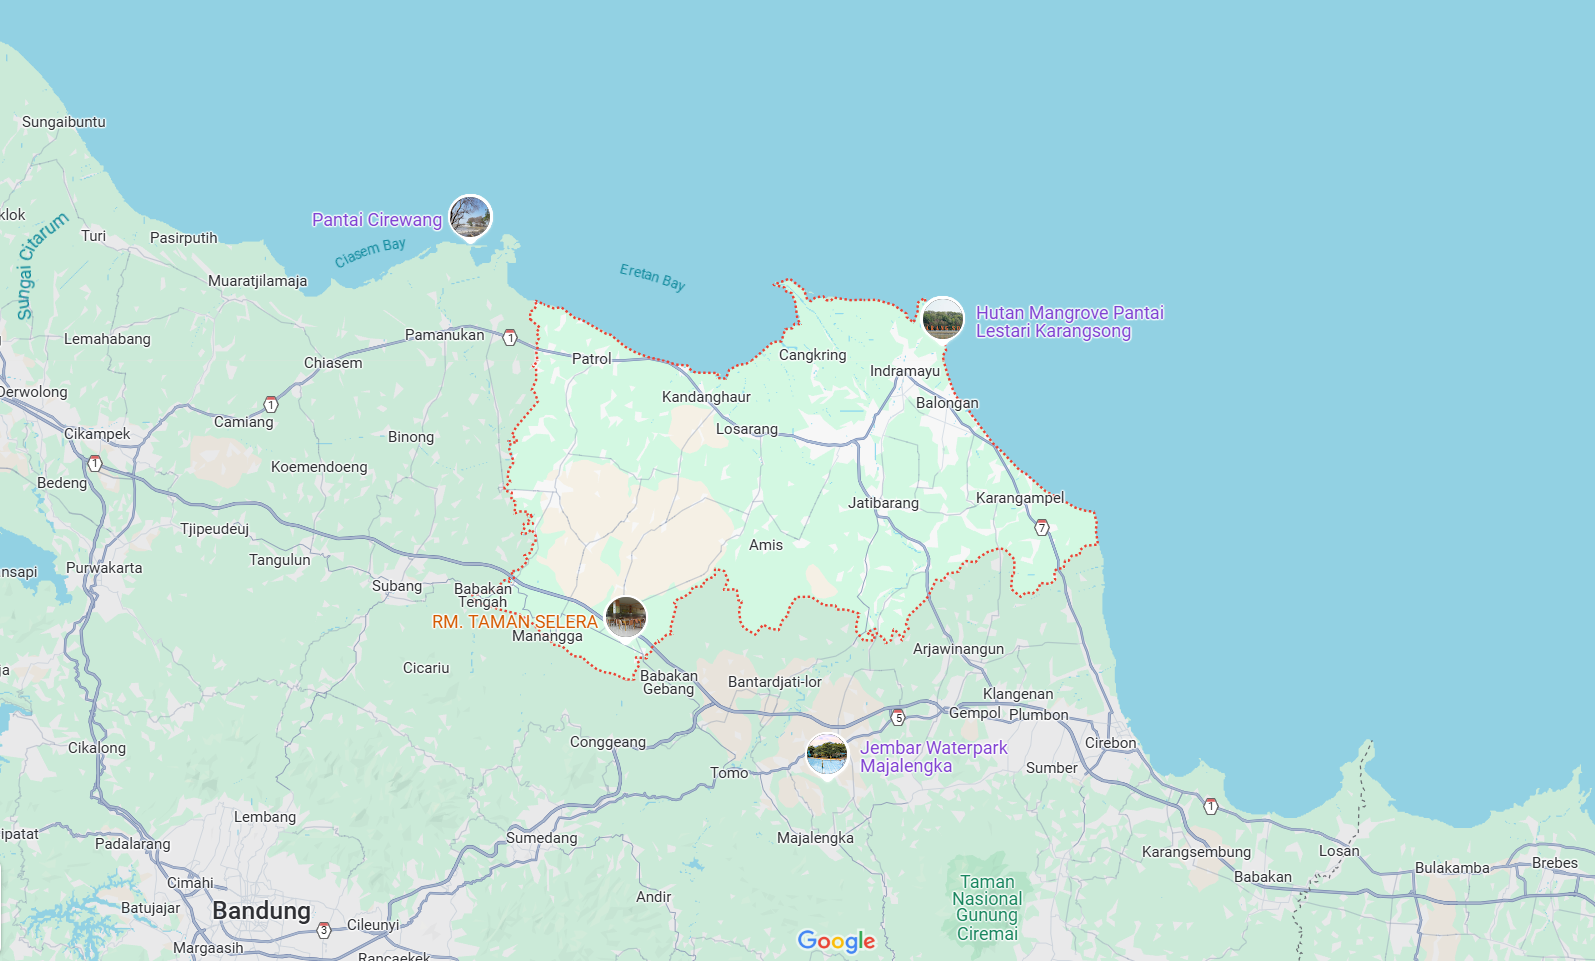 Sungaibuntu
Pantai Cirewang
klok
Sungai Citarum
Turi
Pasirputih
Ciasem Bay
Muaratjilamaja
Eretan Bay
Hutan Mangrove Pantai
Lestari Karangsong
Lemahabang
Pamanukan
1
Patrol
Cangkring
Chiasem
Indramayu
Derwolong
1
Kandanghaur
Balongan
Camiang
Losarang
Cikampek
Binong
1
Koemendoeng
Bedeng
Karangampel
Jatibarang
Tjipeudeuj
7
Amis
Tangulun
Purwakarta
ansapi
Subang
Babakan
Tengah
RM. TAMAN SELERA
Manangga
Arjawinangun
Cicariu
ja
Babakan
Gebang
Bantardjati-lor
Klangenan
Gempol
Plumbon
5
Conggeang
Cikalong
Cirebon
Jembar Waterpark
Majalengka
Sumber
Tomo
1
Lembang
ipatat
Padalarang
Sumedang
Majalengka
Karangsembung
Losan
Brebes
Bulakamba
Babakan
Cimahi
Taman
Nasional
Gunung
Ciremai
Andir
Batujajar
Bandung
3
Cileunyi
Google
Margaasih
Rancaekek